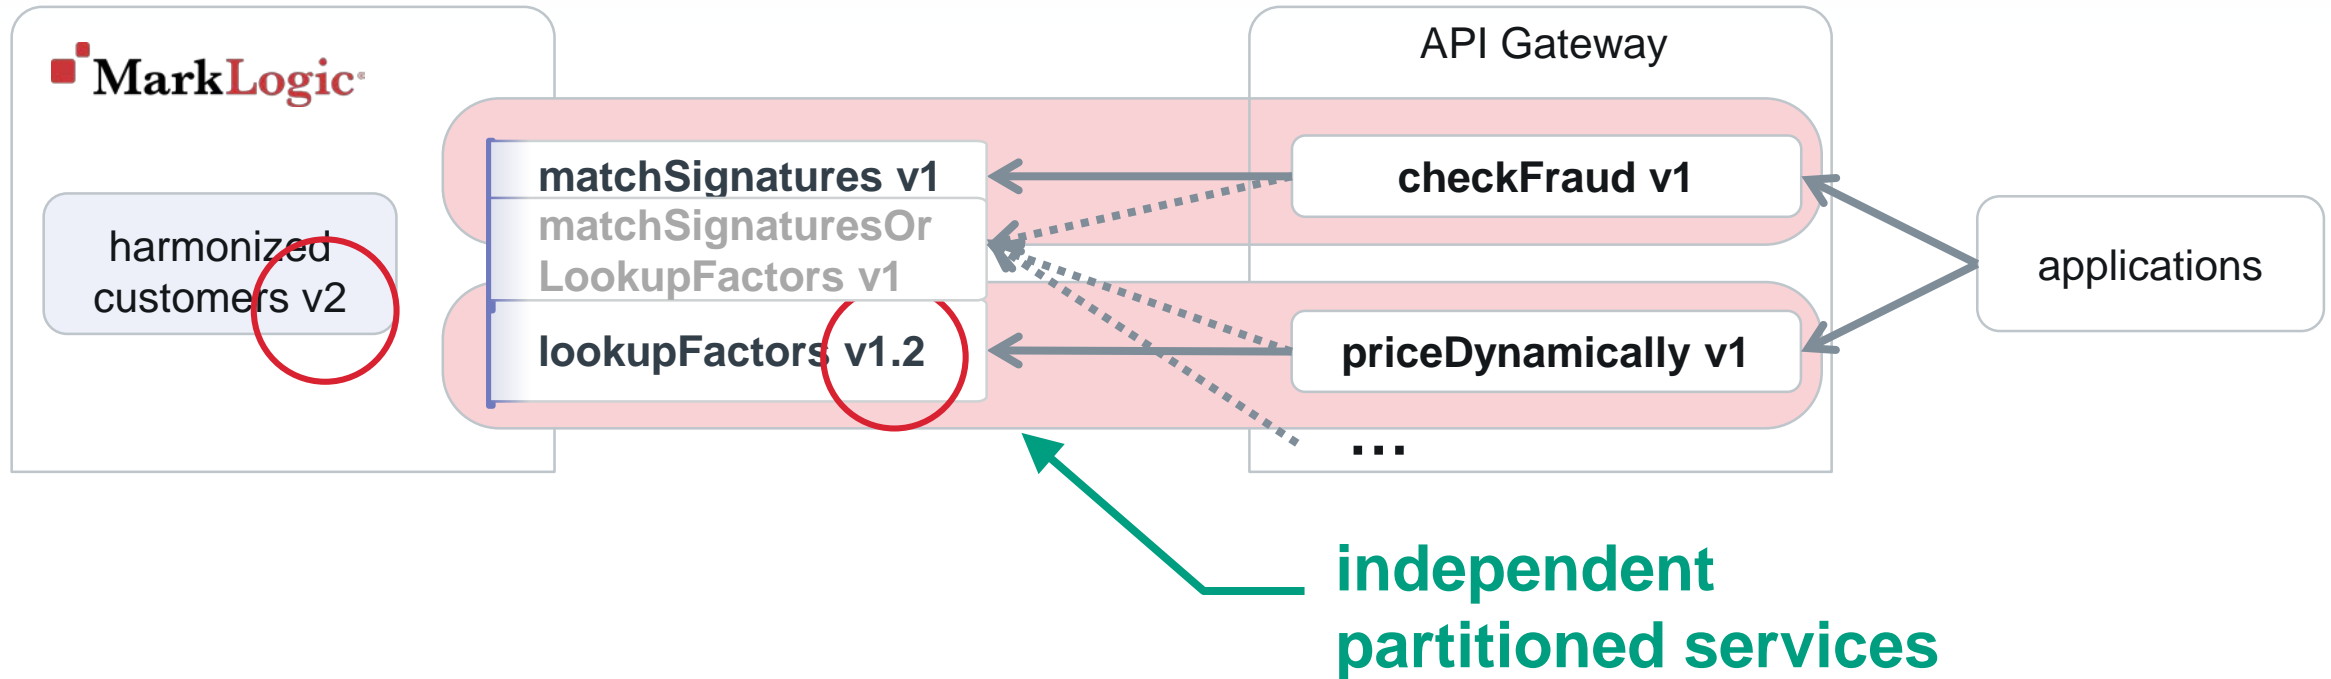 MarkLogic®
API Gateway
matchSignatures v1
checkFraud v1
matchSignaturesOr
LookupFactors v1
harmonized
customers v2
applications
lookupFactors v1.2
priceDynamically v1
...
independent
partitioned services